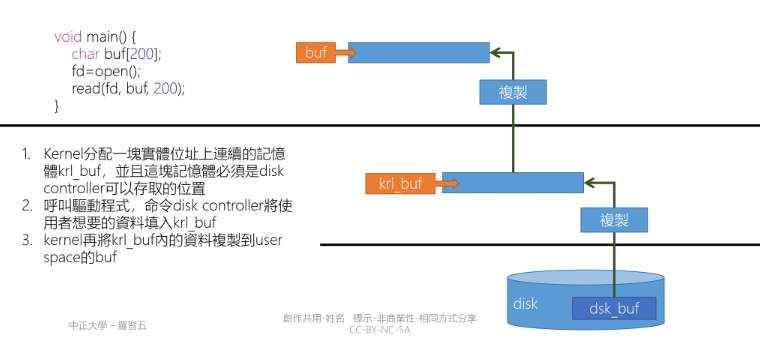 void main() {
char buf[200];
fd=open();
read(fd, buf, 200);
}
buf
複製
1. Kernel分配一塊實體位址上連續的記憶
體krl_buf，並且這塊記憶體必須是disk
controller可以存取的位置
2. 呼叫驅動程式，命令disk controller將使
用者想要的資料填入krl_buf
3. kernel再將krl_buf內的資料複製到user
space的buf
krl_buf
複製
disk
dsk_buf
中正大學 – 羅習五
創作共用-姓名 標示-非商業性-相同方式分享
CC-BY-NC-SA